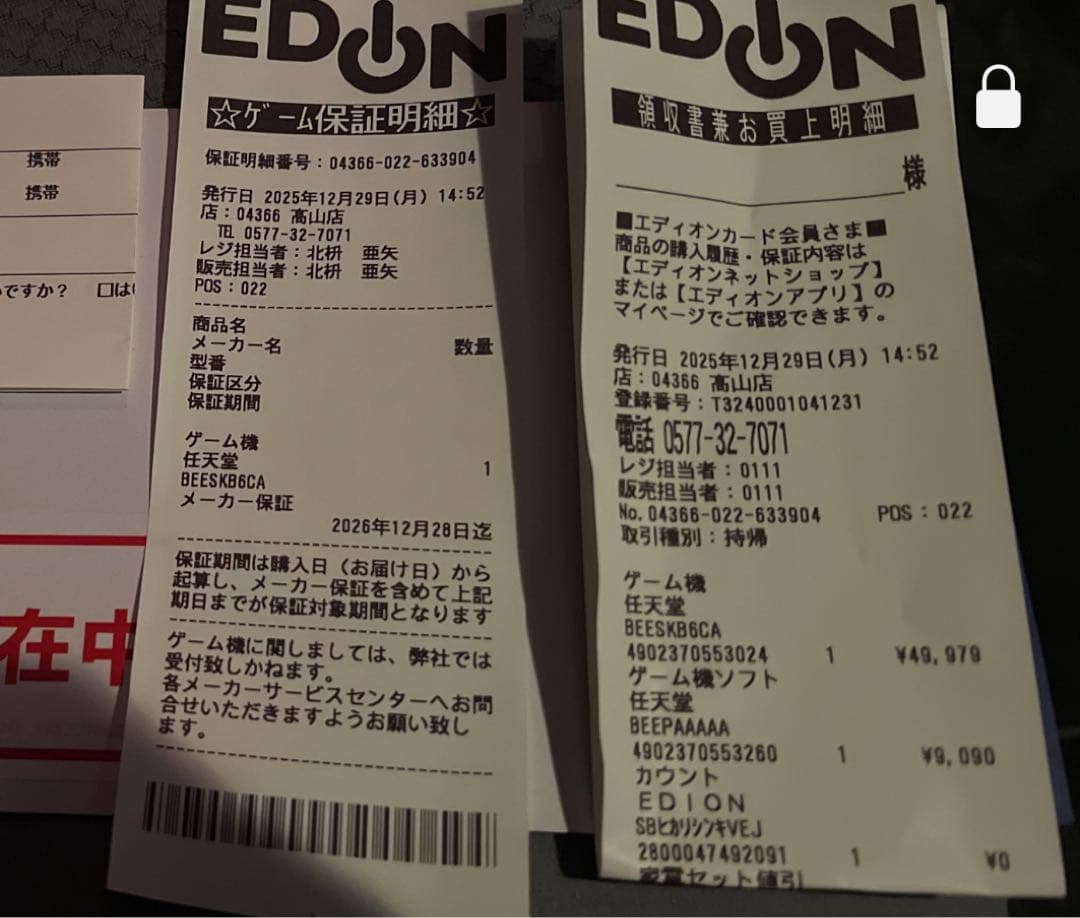 携帯
携帯
ですか? 口は
在中
EDION
☆ゲーム保証明細☆
保証明細番号：04366-022-633904
発行日 2025年12月29日(月) 14:52
店：04366 高山店
TEL 0577-32-7071
レジ担当者：北枡 亜矢
販売担当者：北枡 亜矢
POS：022
商品名
メーカー名 数量
型番
保証区分
保証期間
ゲーム機
任天堂 1
BEESKB6CA
メーカー保証
2026年12月28日迄
保証期間は購入日（お届け日）から
起算し、メーカー保証を含めて上記
期日までが保証対象期間となります
ゲーム機に関しましては、弊社では
受付致しかねます。
各メーカーサービスセンターへお問
合せいただきますようお願い致し
ます。
EDION
領収書兼お買上明細
様
■エディオンカード会員さま■
商品の購入履歴・保証内容は
【エディオンネットショップ】
または【エディオンアプリ】の
マイページでご確認できます。
発行日 2025年12月29日(月) 14:52
店：04366 高山店
登録番号：T3240001041231
電話 0577-32-7071
レジ担当者：0111
販売担当者：0111
No.04366-022-633904 POS：022
取引種別：持帰
ゲーム機
任天堂
BEESKB6CA
4902370553024 1 ¥49,979
ゲーム機ソフト
任天堂
BEEPAAAAA
4902370553260 1 ¥9,090
カウント
EDION
SBﾋｶﾘｼﾝｷVEJ
2800047492091 1 ¥0
家電セット値引